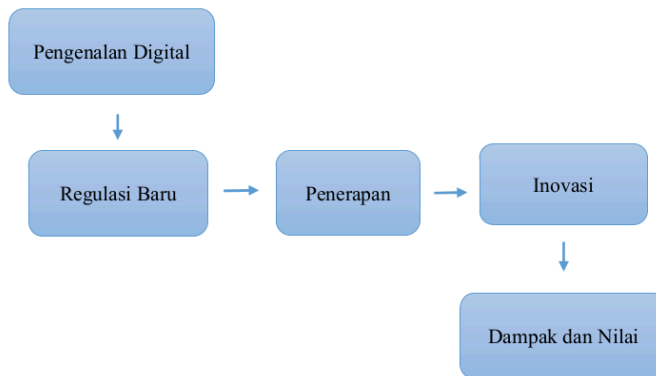 Pengenalan Digital
Regulasi Baru
Penerapan
Inovasi
Dampak dan Nilai